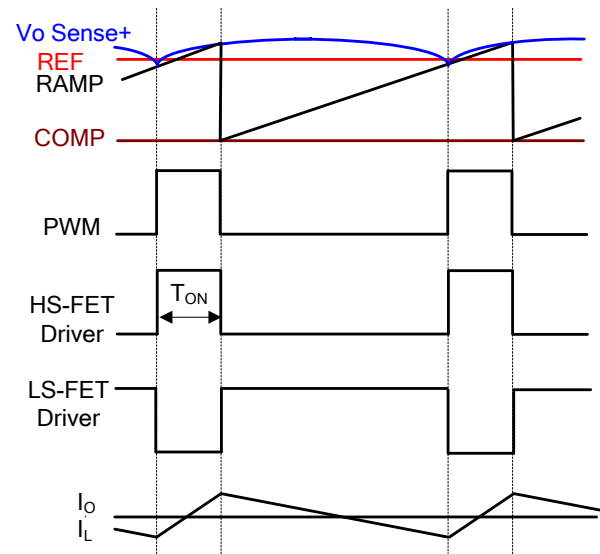 Vo Sense+
REF
RAMP
COMP
PWM
HS-FET
Driver
TON
LS-FET
Driver
IO
IL